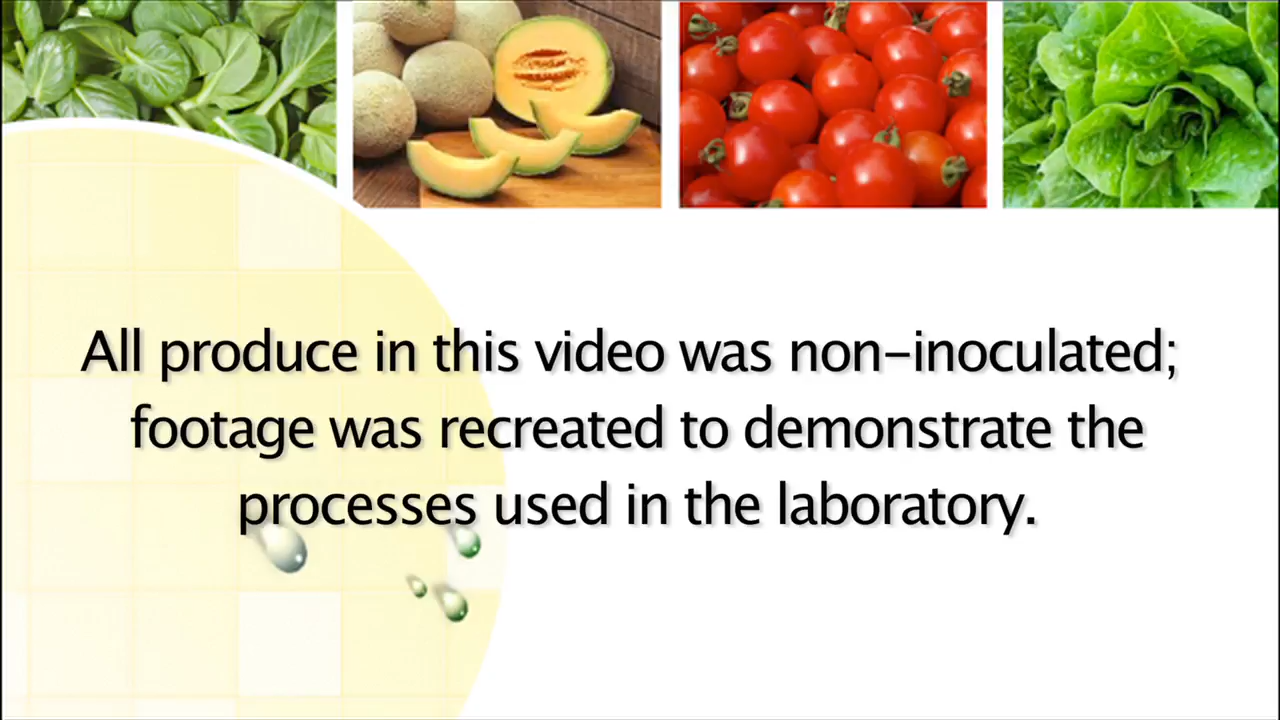 All produce in this video was non-inoculated;
footage was recreated to demonstrate the
processes used in the laboratory.